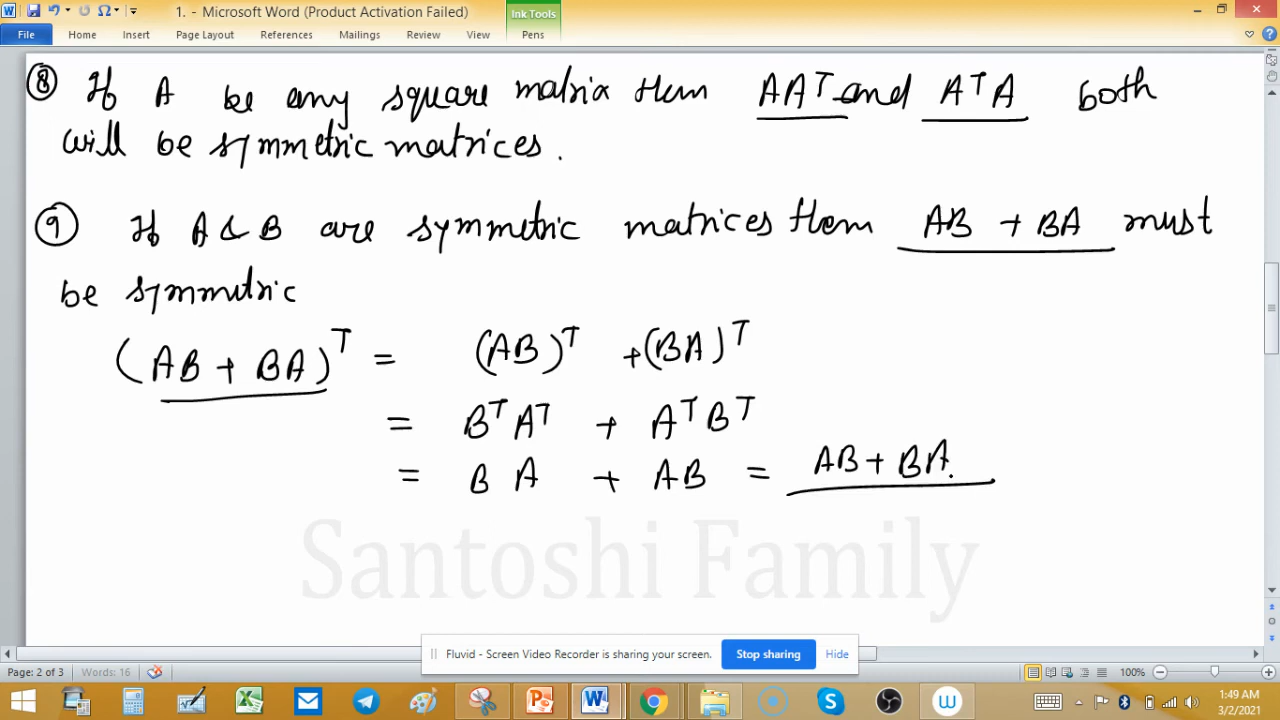 1. - Microsoft Word (Product Activation Failed)
Ink Tools
File Home Insert Page Layout References Mailings Review View Pens
⑧ If A be any square matrix then AAᵀ and AᵀA both
will be symmetric matrices.
⑨ If A & B are symmetric matrices then AB + BA must
be symmetric
(AB + BA)ᵀ = (AB)ᵀ + (BA)ᵀ
= BᵀAᵀ + AᵀBᵀ
= B A + AB = AB + BA.
Santoshi Family
Fluvid - Screen Video Recorder is sharing your screen. Stop sharing Hide
Page: 2 of 3 Words: 16 100%
1:49 AM
3/2/2021